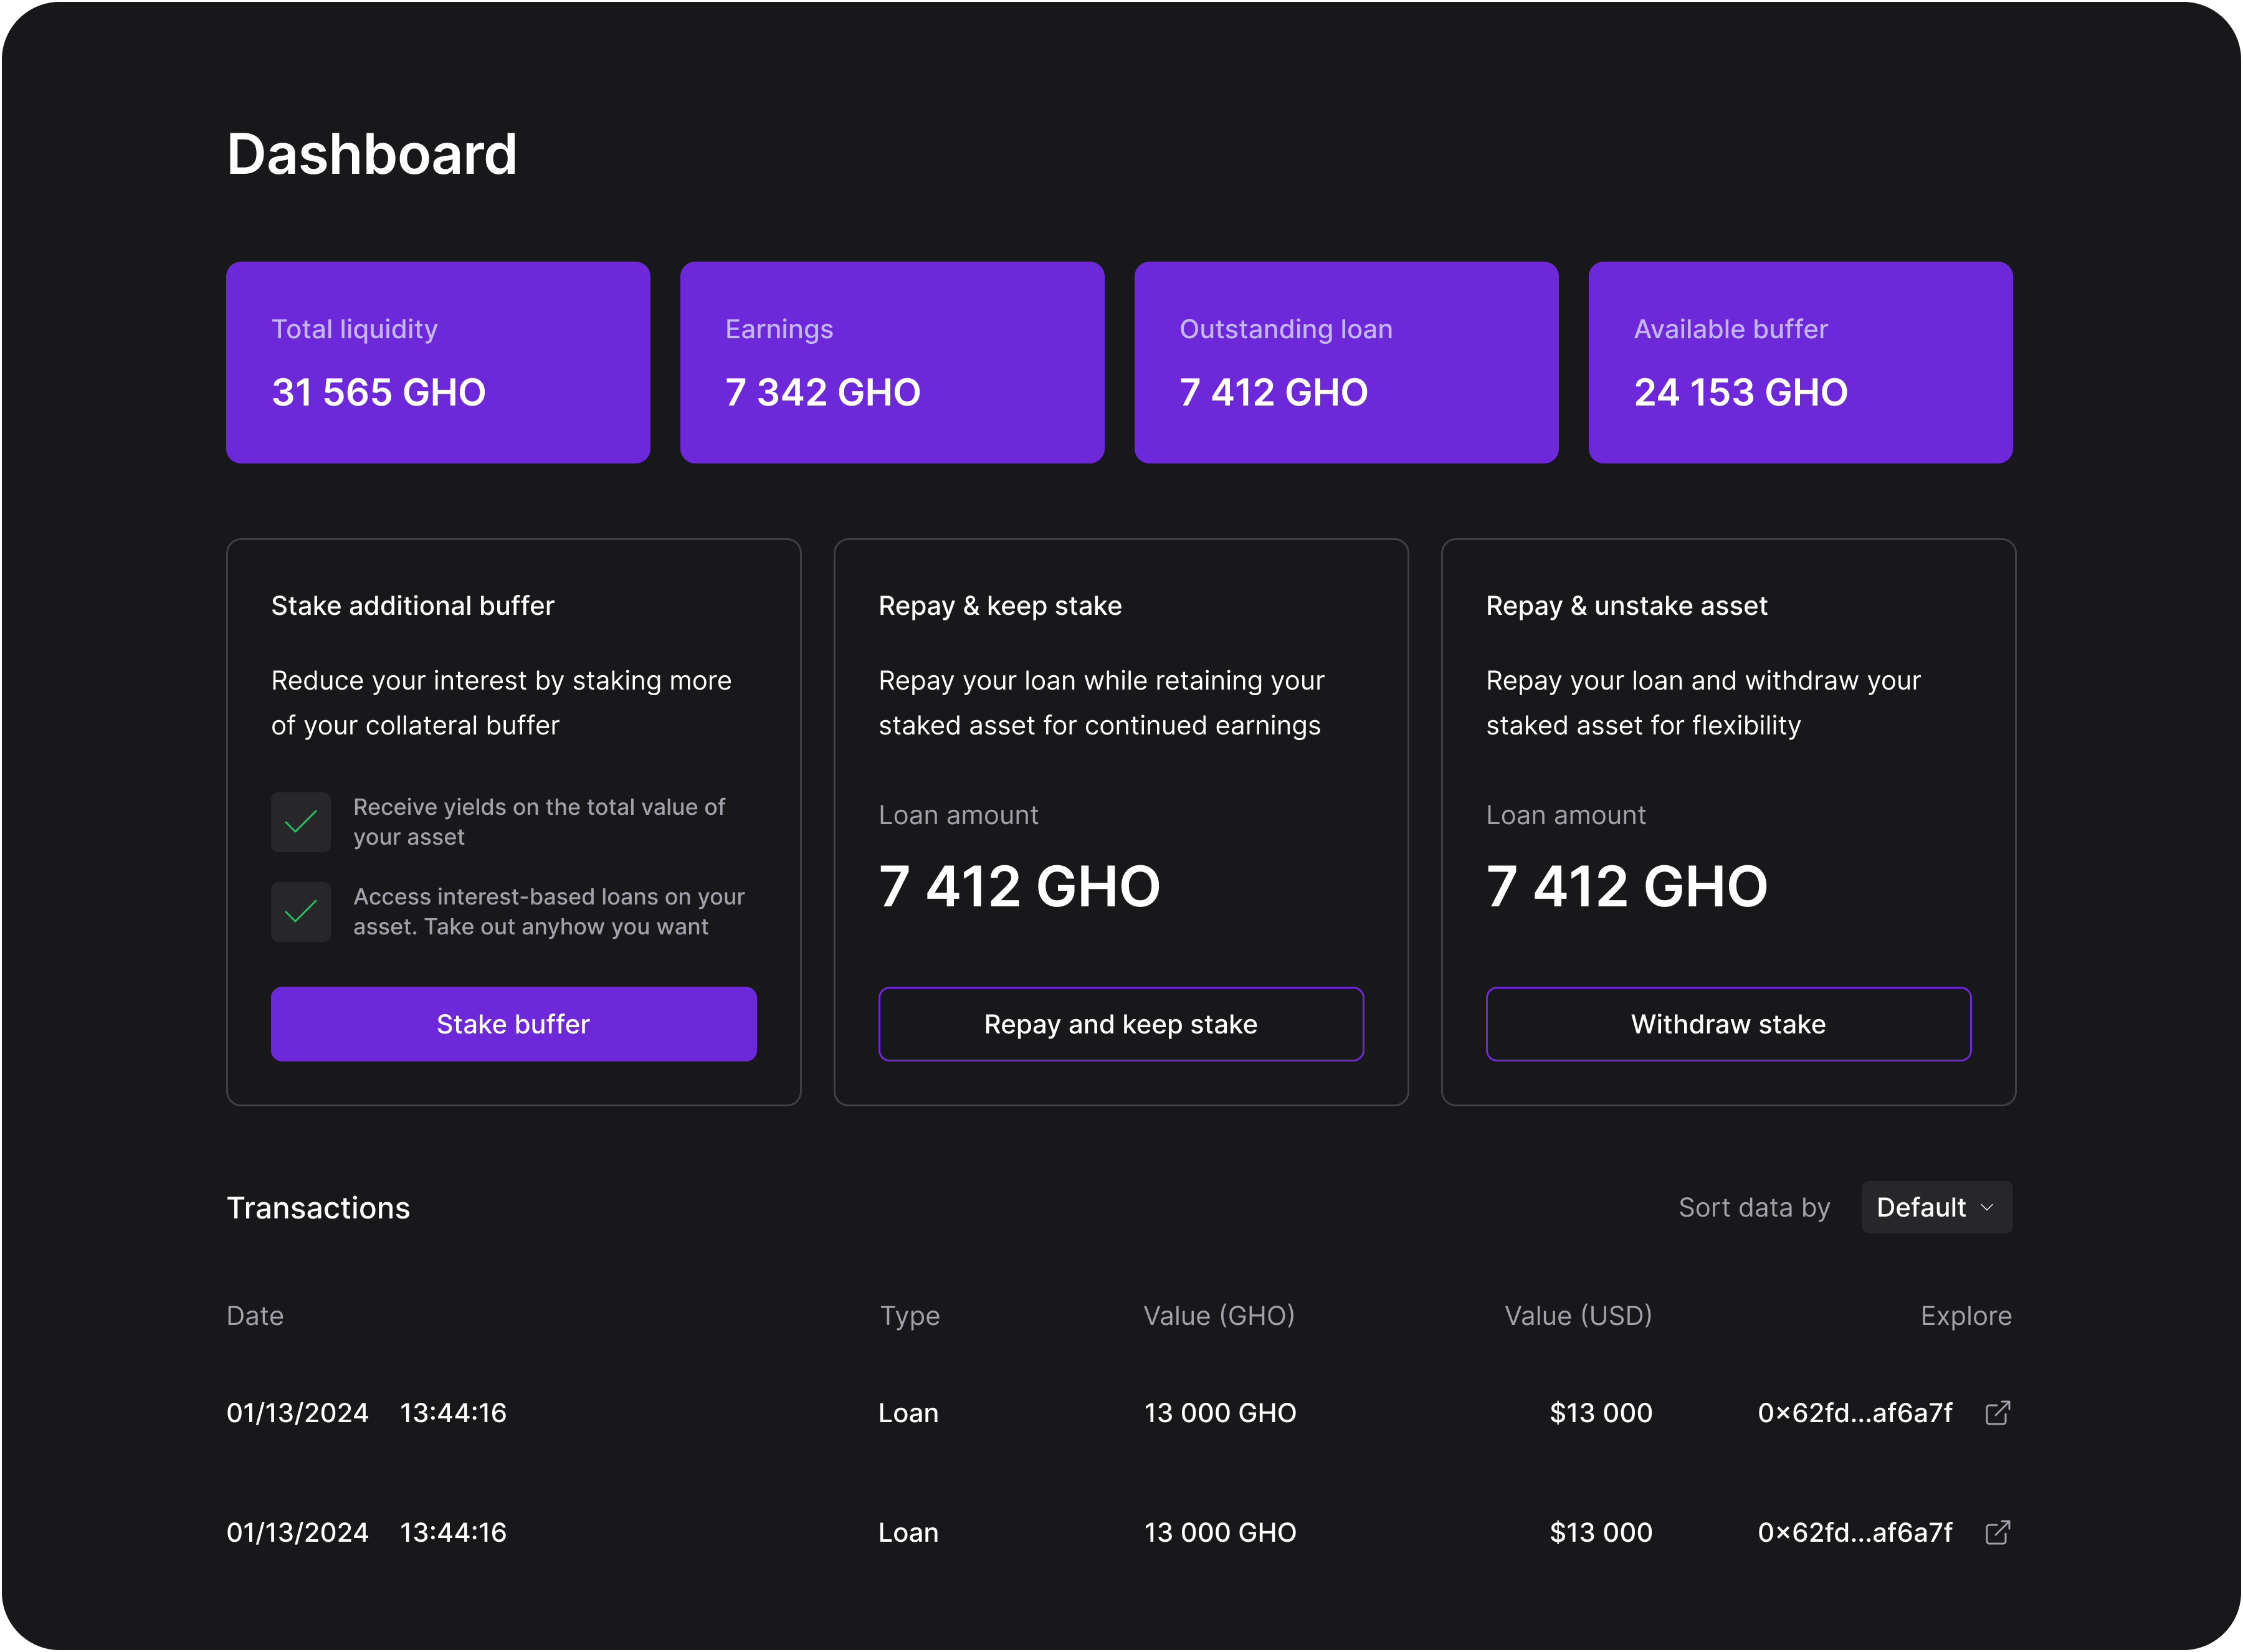 Dashboard
Total liquidity
31 565 GHO
Earnings
7 342 GHO
Outstanding loan
7 412 GHO
Available buffer
24 153 GHO
Stake additional buffer
Reduce your interest by staking more
of your collateral buffer
Receive yields on the total value of
your asset
Access interest-based loans on your
asset. Take out anyhow you want
Stake buffer
Repay & keep stake
Repay your loan while retaining your
staked asset for continued earnings
Loan amount
7 412 GHO
Repay and keep stake
Repay & unstake asset
Repay your loan and withdraw your
staked asset for flexibility
Loan amount
7 412 GHO
Withdraw stake
Transactions
Sort data by Default
Date Type Value (GHO) Value (USD) Explore
01/13/2024 13:44:16 Loan 13 000 GHO $13 000 0×62fd...af6a7f
01/13/2024 13:44:16 Loan 13 000 GHO $13 000 0×62fd...af6a7f